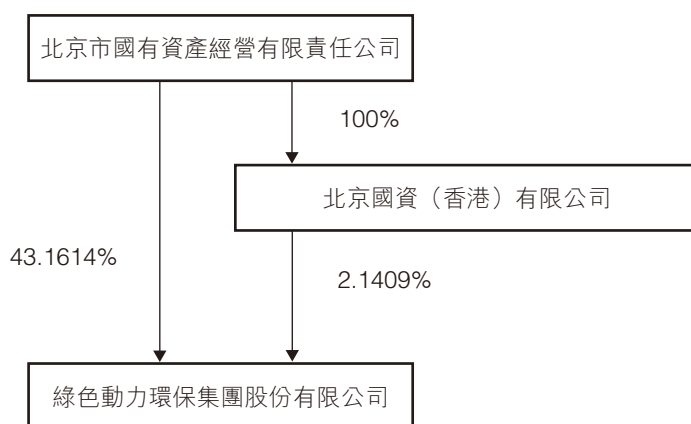 北京市國有資產經營有限責任公司
100%
北京國資（香港）有限公司
43.1614%
2.1409%
綠色動力環保集團股份有限公司